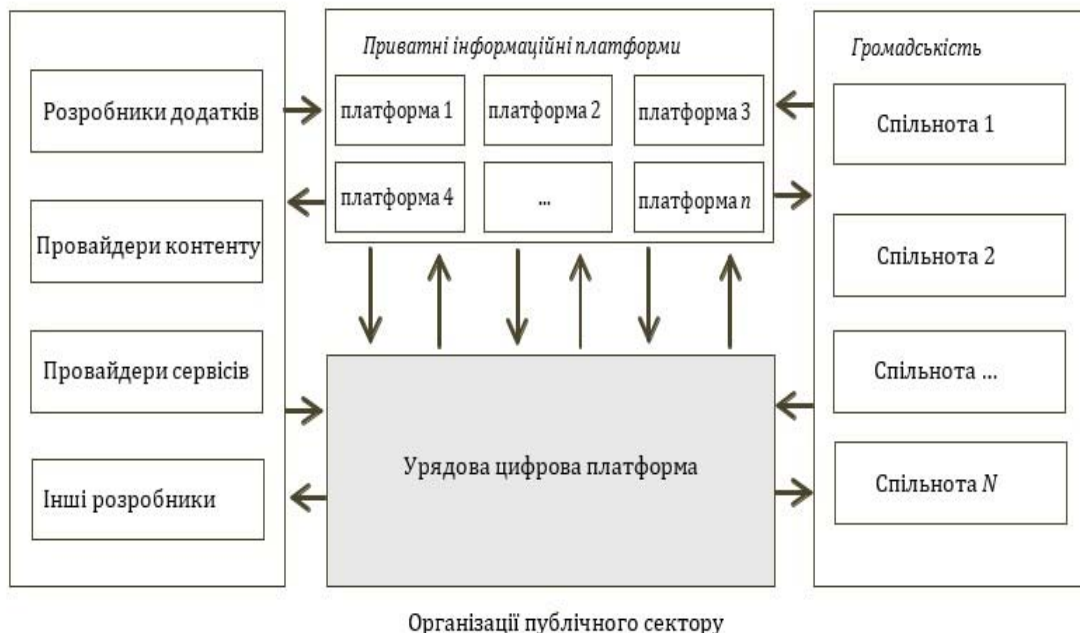 Розробники додатків
Провайдери контенту
Провайдери сервісів
Інші розробники
Приватні інформаційні платформи
платформа 1
платформа 2
платформа 3
платформа 4
...
платформа n
Урядова цифрова платформа
Громадськість
Спільнота 1
Спільнота 2
Спільнота ...
Спільнота N
Організації публічного сектору